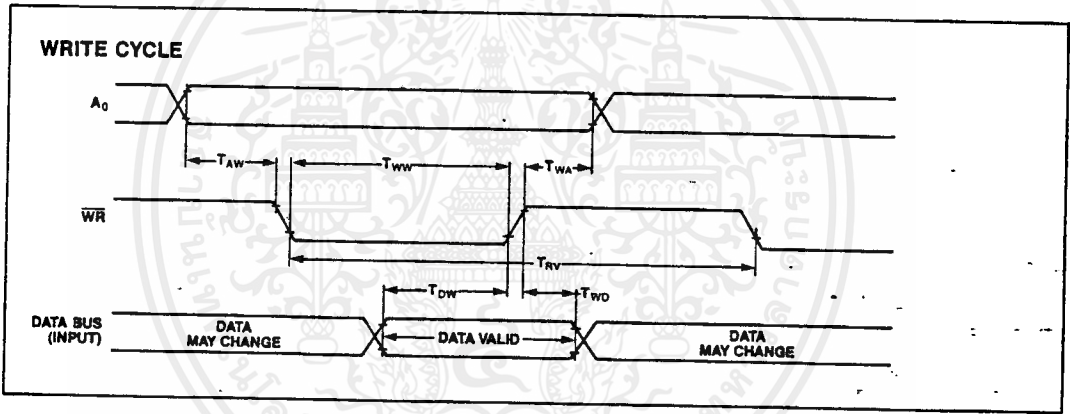 WRITE CYCLE
A0
TAW
TWW
TWA
WR
TRV
TDW
TWD
DATA BUS
(INPUT)
DATA
MAY CHANGE
DATA VALID
DATA
MAY CHANGE